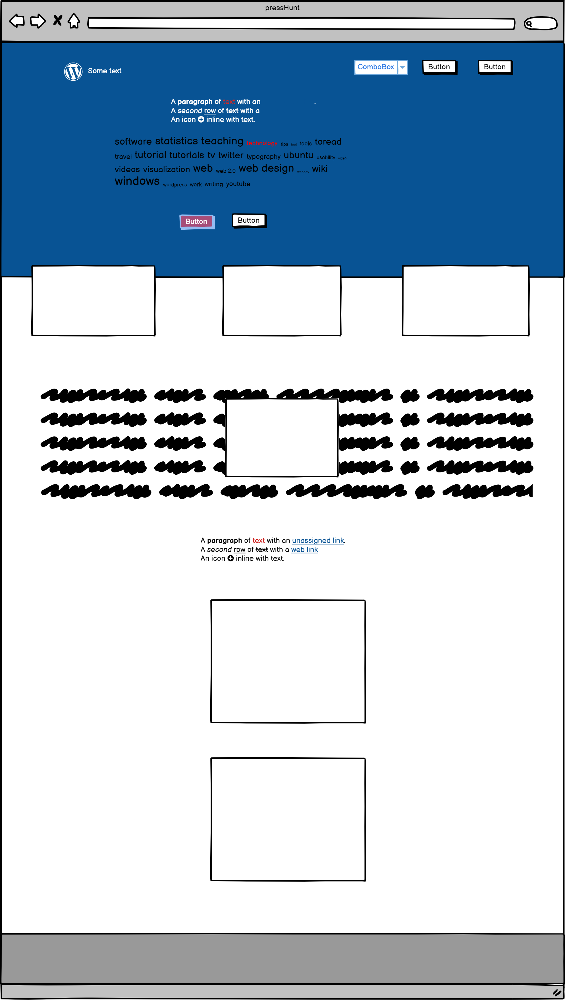 pressHunt
Some text
ComboBox
Button
Button
A paragraph of text with an .
A second row of text with a
An icon inline with text.
software statistics teaching technology tips tool tools toread
travel tutorial tutorials tv twitter typography ubuntu usability video
videos visualization web web 2.0 web design webdev wiki
windows wordpress work writing youtube
Button
Button
A paragraph of text with an unassigned link.
A second row of text with a web link
An icon inline with text.